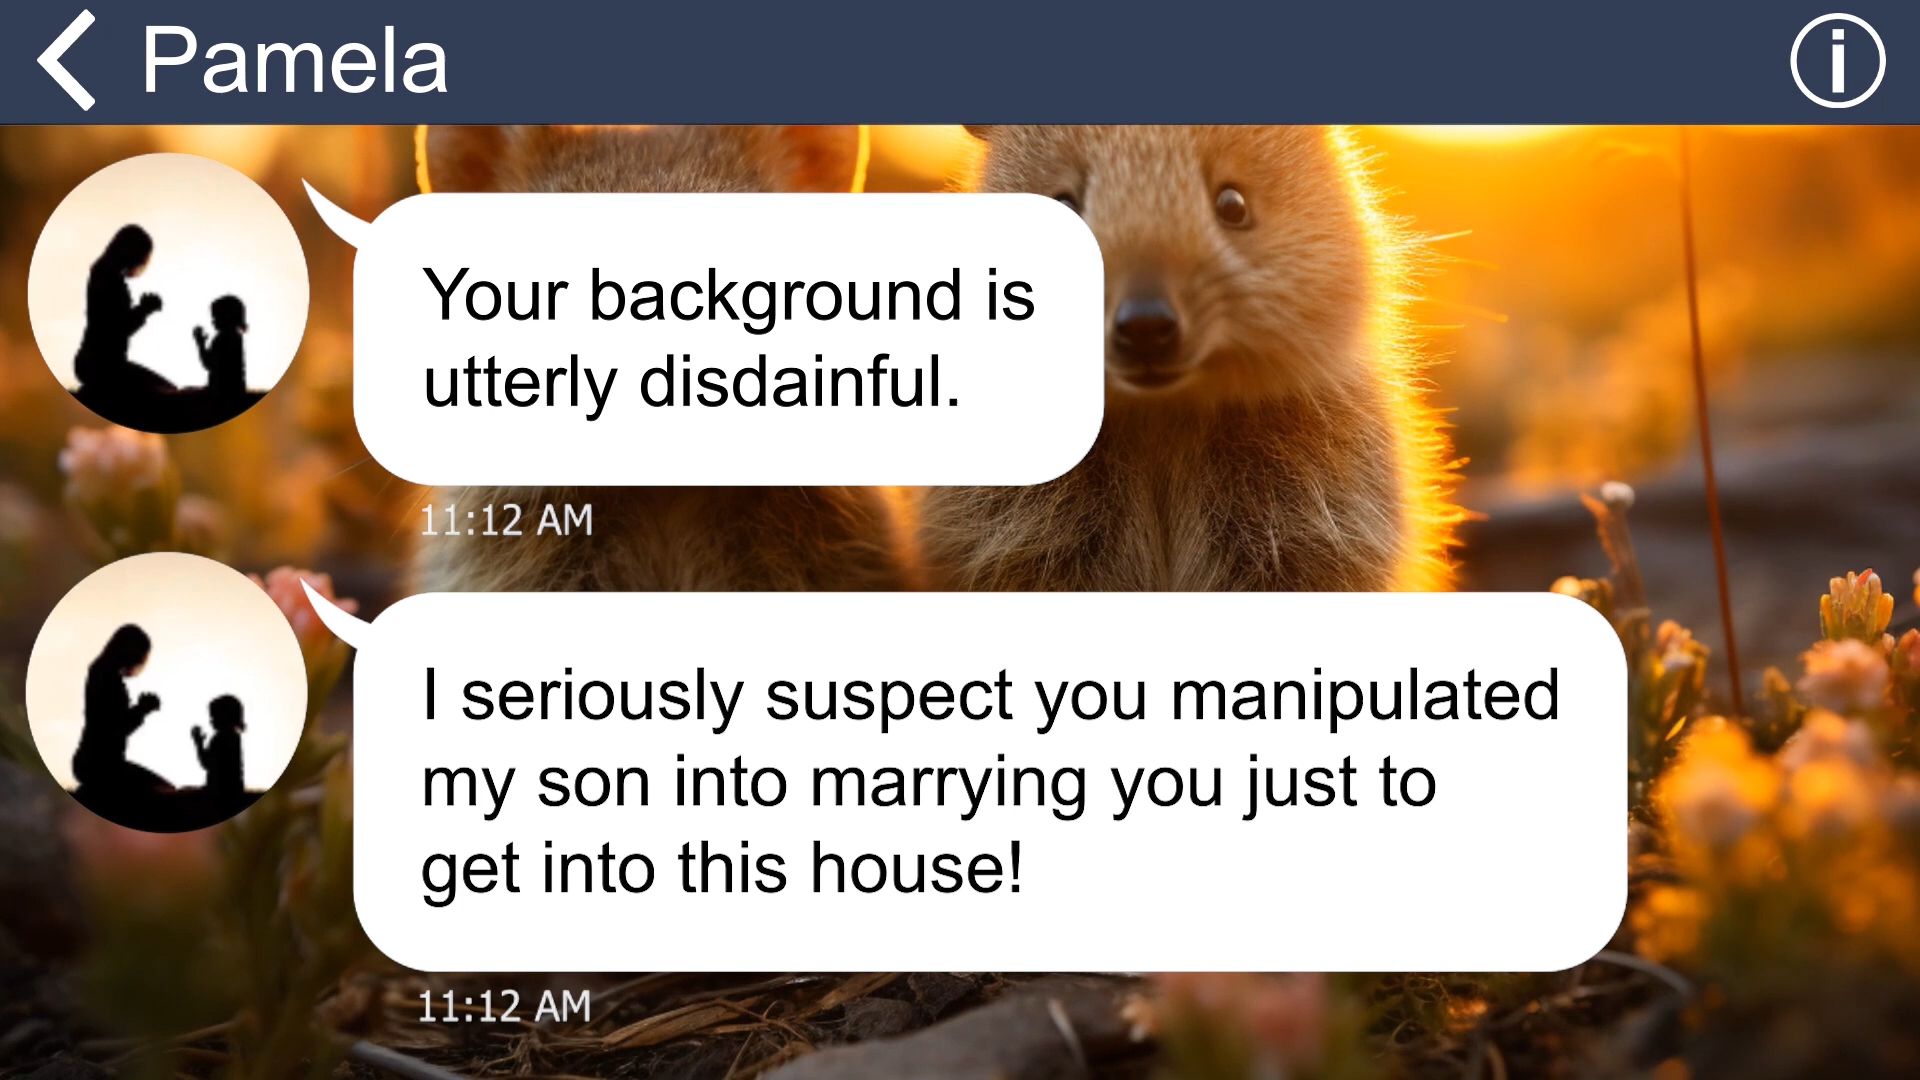 Pamela
Your background is
utterly disdainful.
11:12 AM
I seriously suspect you manipulated
my son into marrying you just to
get into this house!
11:12 AM